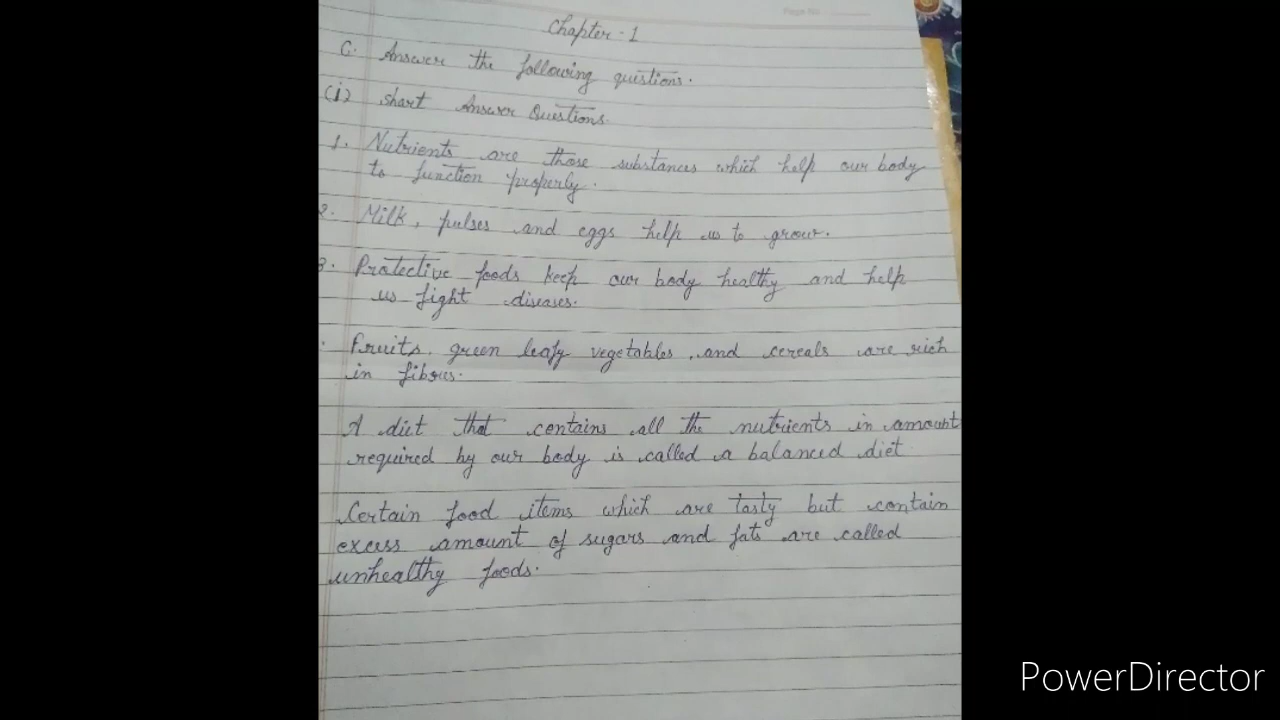 Page No.
Chapter - 1
C. Answer the following questions.
(i) Short Answer Questions.
1. Nutrients are those substances which help our body
to function properly.
2. Milk, pulses and eggs help us to grow.
3. Protective foods keep our body healthy and help
us fight diseases.
. Fruits, green leafy vegetables, and cereals are rich
in
A diet that contains all the nutrients in amount
required by our body is called a balanced diet
Certain food items which are tasty but contain
excess amount of sugars and fats are called
unhealthy foods.
PowerDirector